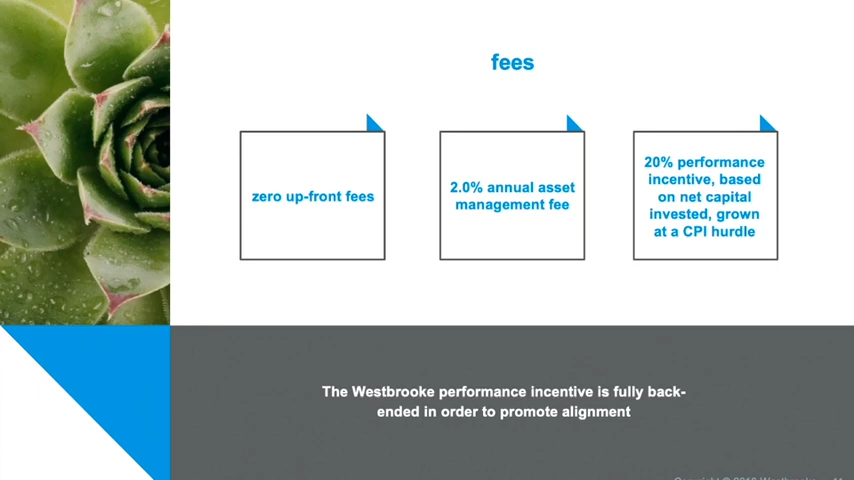 fees
zero up-front fees
2.0% annual asset
management fee
20% performance
incentive, based
on net capital
invested, grown
at a CPI hurdle
The Westbrooke performance incentive is fully back-
ended in order to promote alignment